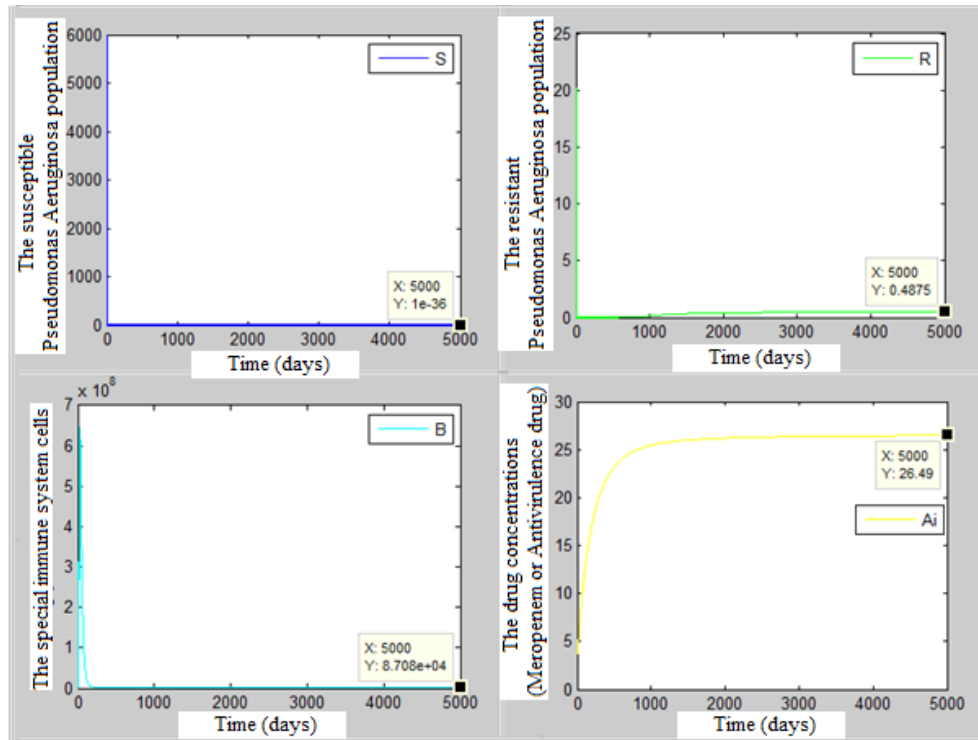 The susceptible
Pseudomonas Aeruginosa population
6000
5000
4000
3000
2000
1000
0
0
1000
2000
3000
4000
5000
S
X: 5000
Y: 1e-36
Time (days)
The resistant
Pseudomonas Aeruginosa population
25
20
15
10
5
0
0
1000
2000
3000
4000
5000
R
X: 5000
Y: 0.4875
Time (days)
The special immune system cells
x 10^8
7
6
5
4
3
2
1
0
0
1000
2000
3000
4000
5000
B
X: 5000
Y: 8.708e+04
Time (days)
The drug concentrations
(Meropenem or Antivirulence drug)
30
25
20
15
10
5
0
0
1000
2000
3000
4000
5000
X: 5000
Y: 26.49
Ai
Time (days)